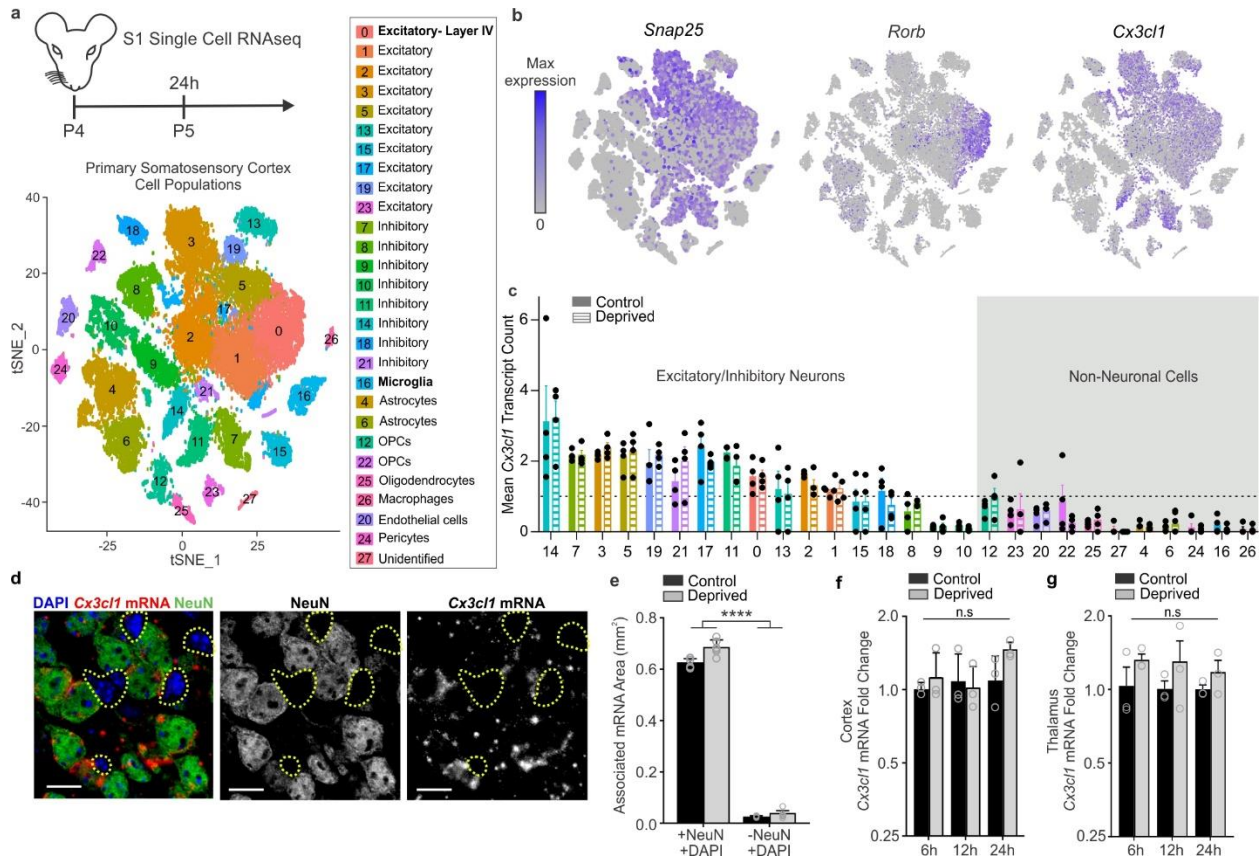 a
S1 Single Cell RNAseq
24h
P4
P5
Primary Somatosensory Cortex
Cell Populations
tSNE_2
40
20
0
-20
-40
-25
0
25
tSNE_1
18
13
3
22
19
8
5
17
20
10
0
26
2
1
9
24
4
21
16
14
6
11
7
15
12
23
25
27
0 Excitatory- Layer IV
1 Excitatory
2 Excitatory
3 Excitatory
5 Excitatory
13 Excitatory
15 Excitatory
17 Excitatory
19 Excitatory
23 Excitatory
7 Inhibitory
8 Inhibitory
9 Inhibitory
10 Inhibitory
11 Inhibitory
14 Inhibitory
18 Inhibitory
21 Inhibitory
16 Microglia
4 Astrocytes
6 Astrocytes
12 OPCs
22 OPCs
25 Oligodendrocytes
26 Macrophages
20 Endothelial cells
24 Pericytes
27 Unidentified
b
Snap25
Rorb
Cx3cl1
Max
expression
0
c
Control
Deprived
Mean Cx3cl1 Transcript Count
6
4
2
0
Excitatory/Inhibitory Neurons
Non-Neuronal Cells
14 7 3 5 19 21 17 11 0 13 2 1 15 18 8 9 10 12 23 20 22 25 27 4 6 24 16 26
d
DAPI Cx3cl1 mRNA NeuN
NeuN
Cx3cl1 mRNA
e
Control
Deprived
****
Associated mRNA Area (mm²)
0.8
0.6
0.4
0.2
0.0
+NeuN
+DAPI
-NeuN
+DAPI
f
Control
Deprived
n.s
Cortex
Cx3cl1 mRNA Fold Change
2.0
1.0
0.5
0.25
6h 12h 24h
g
Control
Deprived
n.s
Thalamus
Cx3cl1 mRNA Fold Change
2.0
1.0
0.5
0.25
6h 12h 24h